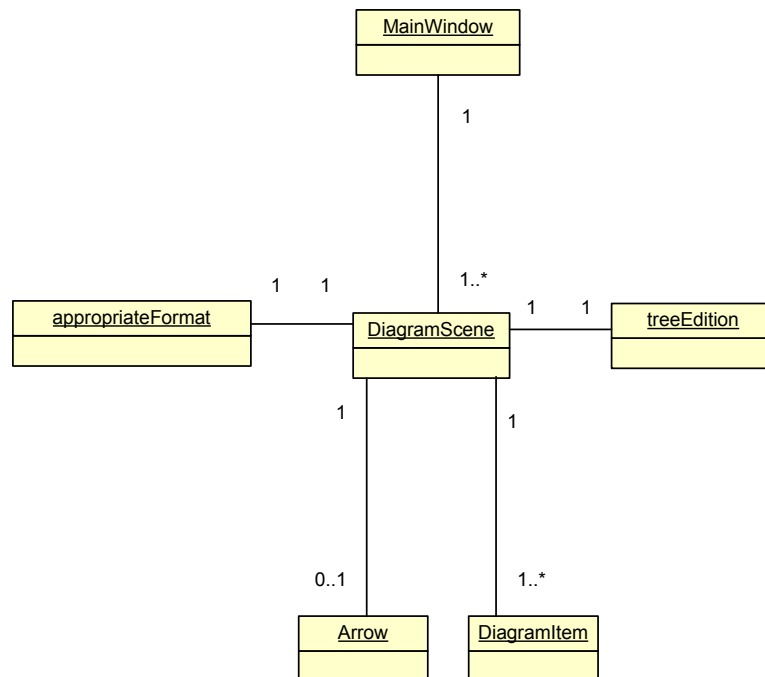 MainWindow
1
1..*
1 1
appropriateFormat
DiagramScene
1 1
treeEdition
1
1
0..1
1..*
Arrow
DiagramItem